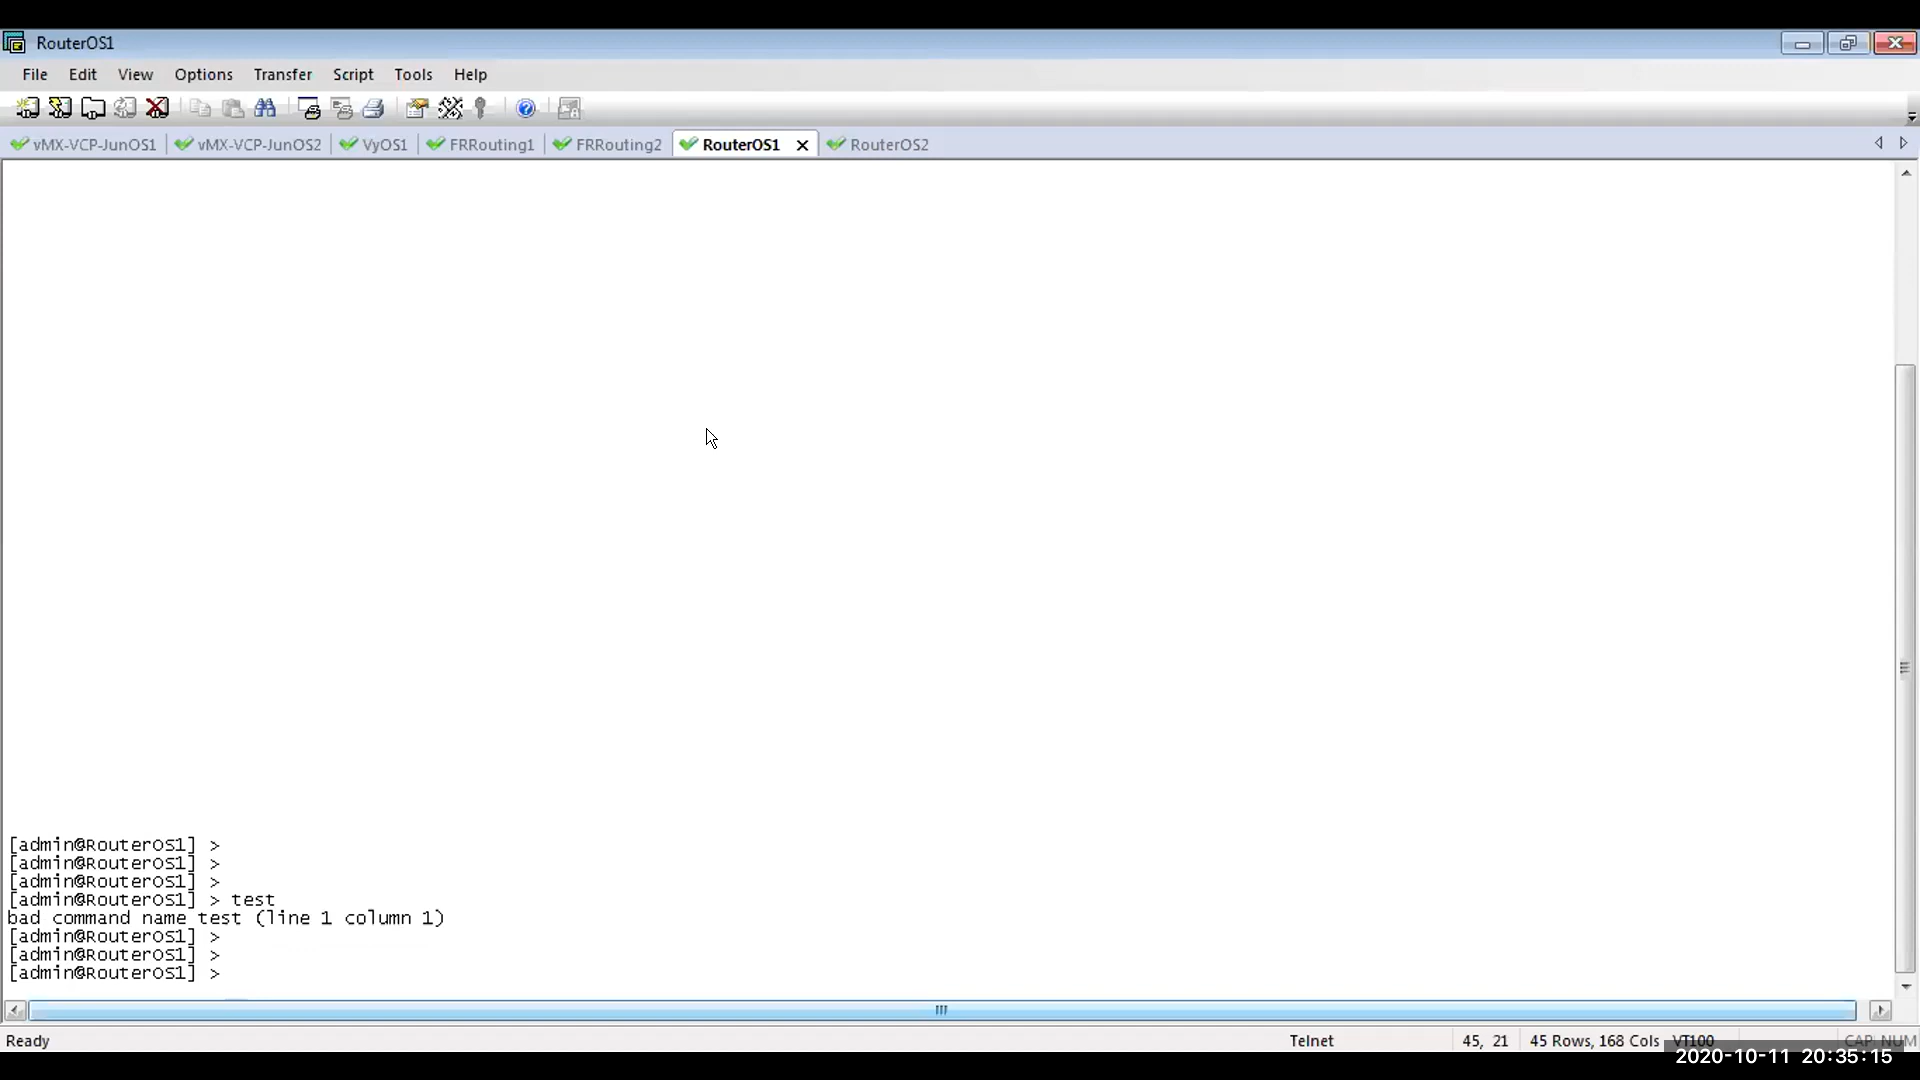 RouterOS1
File Edit View Options Transfer Script Tools Help
vMX-VCP-JunOS1 vMX-VCP-JunOS2 VyOS1 FRRouting1 FRRouting2 RouterOS1 RouterOS2
[admin@RouterOS1] >
[admin@RouterOS1] >
[admin@RouterOS1] >
[admin@RouterOS1] > test
bad command name test (line 1 column 1)
[admin@RouterOS1] >
[admin@RouterOS1] >
[admin@RouterOS1] >
Ready Telnet 45, 21 45 Rows, 168 Cols VT100 CAP NUM
2020-10-11 20:35:15